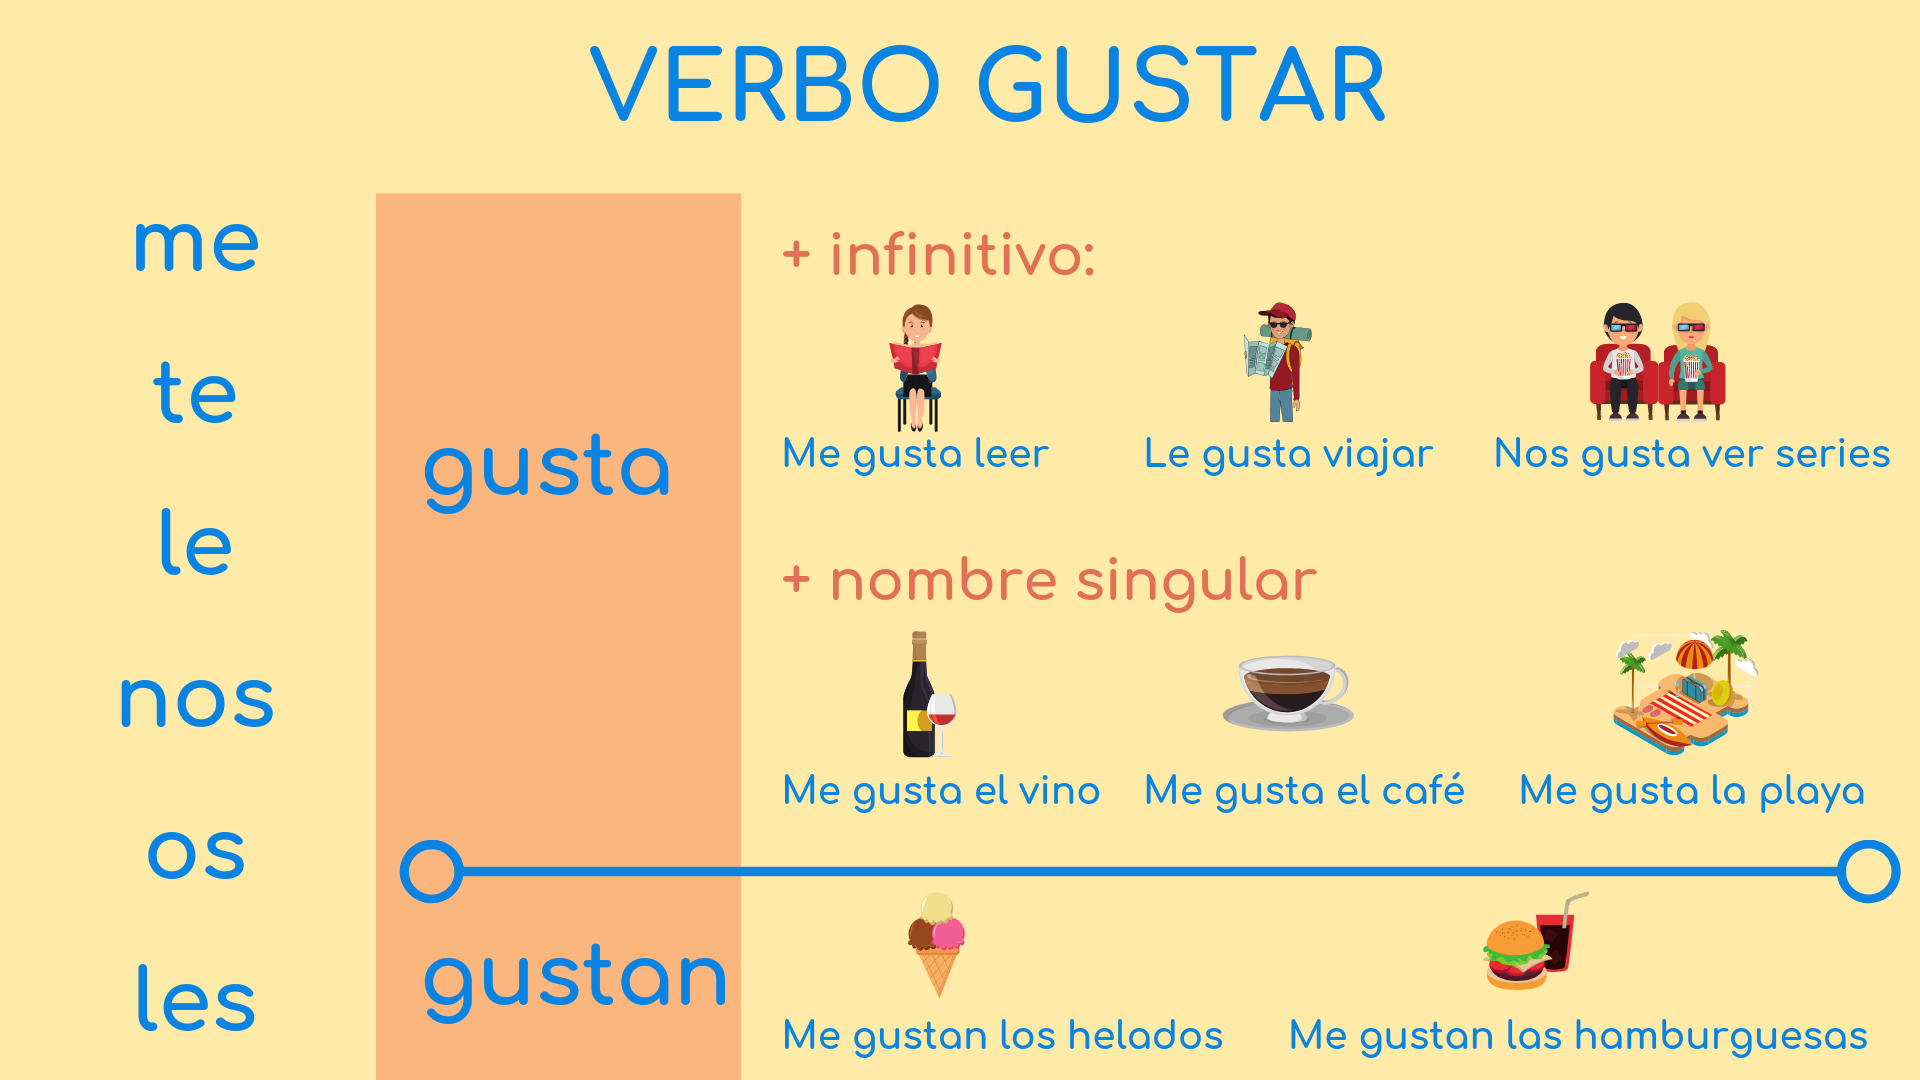 VERBO GUSTAR
me
te
le
nos
os
les
gusta
+ infinitivo:
Me gusta leer
Le gusta viajar
Nos gusta ver series
+ nombre singular
Me gusta el vino
Me gusta el café
Me gusta la playa
gustan
Me gustan los helados
Me gustan las hamburguesas